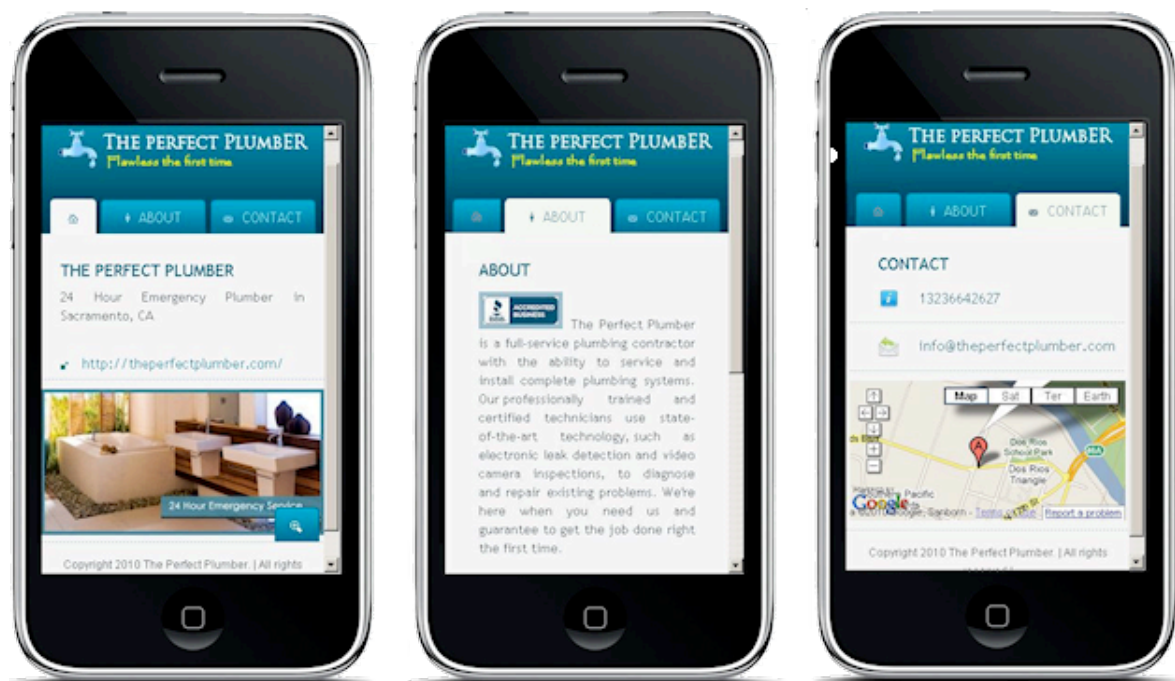 THE PERFECT PLUMBER
Flawless the first time
ABOUT
CONTACT
THE PERFECT PLUMBER
24 Hour Emergency Plumber In
Sacramento, CA
http://theperfectplumber.com/
24 Hour Emergency Service
Copyright 2010 The Perfect Plumber. | All rights
THE PERFECT PLUMBER
Flawless the first time
ABOUT
CONTACT
ABOUT
ACCREDITED
BUSINESS
The Perfect Plumber
is a full-service plumbing contractor
with the ability to service and
install complete plumbing systems.
Our professionally trained and
certified technicians use state-
of-the-art technology, such as
electronic leak detection and video
camera inspections, to diagnose
and repair existing problems. We're
here when you need us and
guarantee to get the job done right
the first time.
THE PERFECT PLUMBER
Flawless the first time
ABOUT
CONTACT
CONTACT
13236642627
info@theperfectplumber.com
Map Sat Ter Earth
A
Dos Rios
School Park
Dos Rios
Triangle
Pacific
Google
Sanborn - Terms Report a problem
Copyright 2010 The Perfect Plumber. | All rights